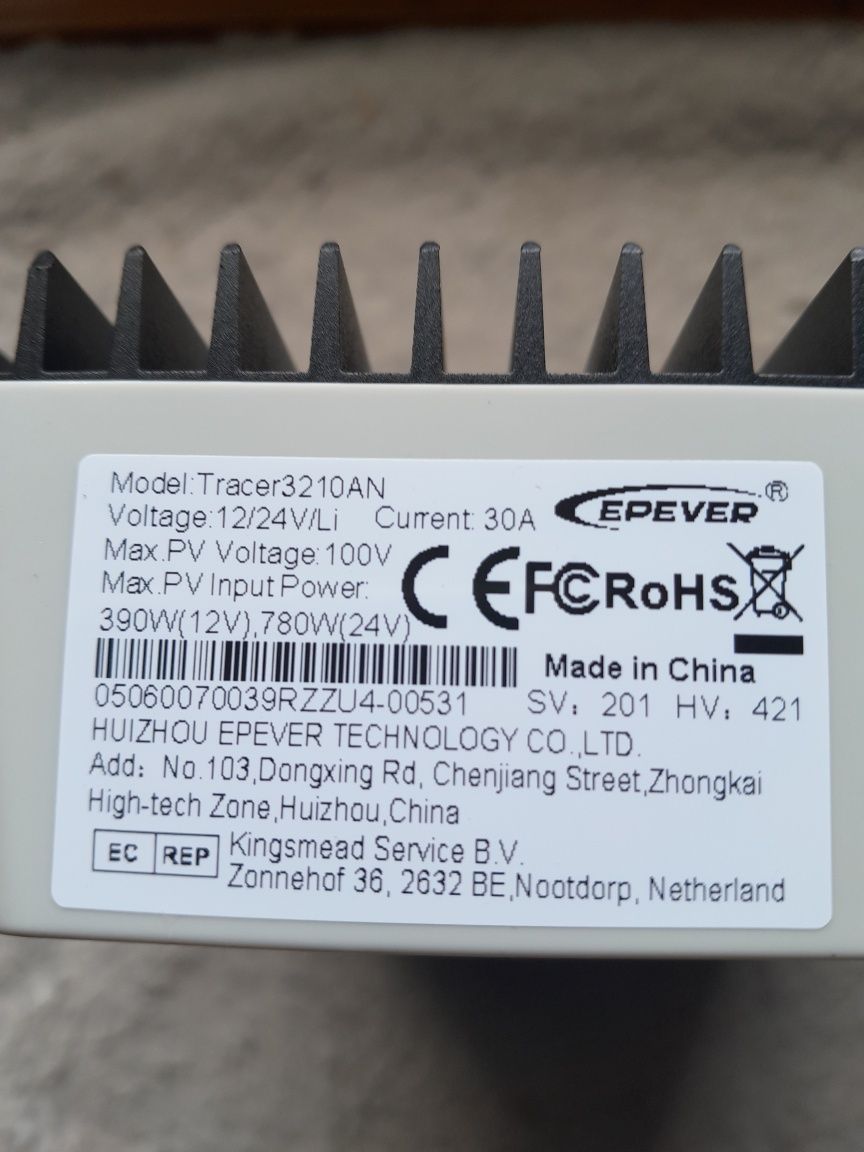 Model:Tracer3210AN
Voltage:12/24V/Li Current: 30A
EPEVER®
Max.PV Voltage:100V
Max.PV Input Power:
390W(12V),780W(24V)
CE FC RoHS
Made in China
05060070039RZZU4-00531 SV: 201 HV: 421
HUIZHOU EPEVER TECHNOLOGY CO.,LTD.
Add: No.103,Dongxing Rd, Chenjiang Street,Zhongkai
High-tech Zone,Huizhou,China
EC REP Kingsmead Service B.V.
Zonnehof 36, 2632 BE,Nootdorp, Netherland